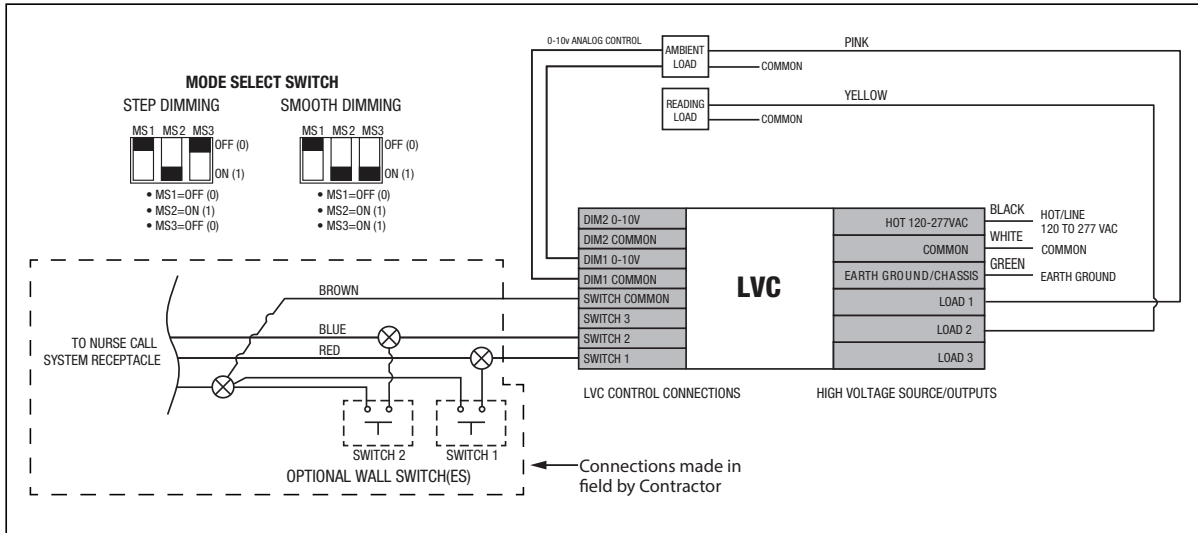 MODE SELECT SWITCH
STEP DIMMING
MS1 MS2 MS3
OFF (0)
ON (1)
• MS1=OFF (0)
• MS2=ON (1)
• MS3=OFF (0)
SMOOTH DIMMING
MS1 MS2 MS3
OFF (0)
ON (1)
• MS1=OFF (0)
• MS2=ON (1)
• MS3=ON (1)
0-10v ANALOG CONTROL
AMBIENT
LOAD
PINK
COMMON
READING
LOAD
YELLOW
COMMON
DIM2 0-10V
DIM2 COMMON
DIM1 0-10V
DIM1 COMMON
SWITCH COMMON
SWITCH 3
SWITCH 2
SWITCH 1
LVC
HOT 120-277VAC
COMMON
EARTH GROUND/CHASSIS
LOAD 1
LOAD 2
LOAD 3
BLACK
HOT/LINE
120 TO 277 VAC
WHITE
COMMON
GREEN
EARTH GROUND
LVC CONTROL CONNECTIONS
HIGH VOLTAGE SOURCE/OUTPUTS
BROWN
BLUE
RED
TO NURSE CALL
SYSTEM RECEPTACLE
SWITCH 2
SWITCH 1
OPTIONAL WALL SWITCH(ES)
Connections made in
field by Contractor